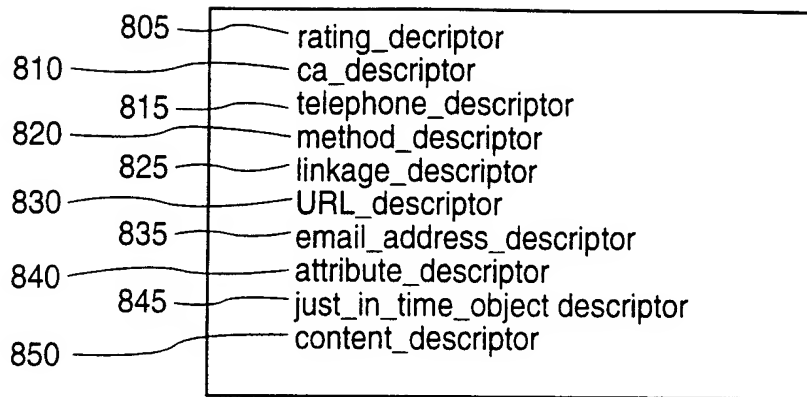 805 rating_decriptor
810 ca_descriptor
815 telephone_descriptor
820 method_descriptor
825 linkage_descriptor
830 URL_descriptor
835 email_address_descriptor
840 attribute_descriptor
845 just_in_time_object descriptor
850 content_descriptor